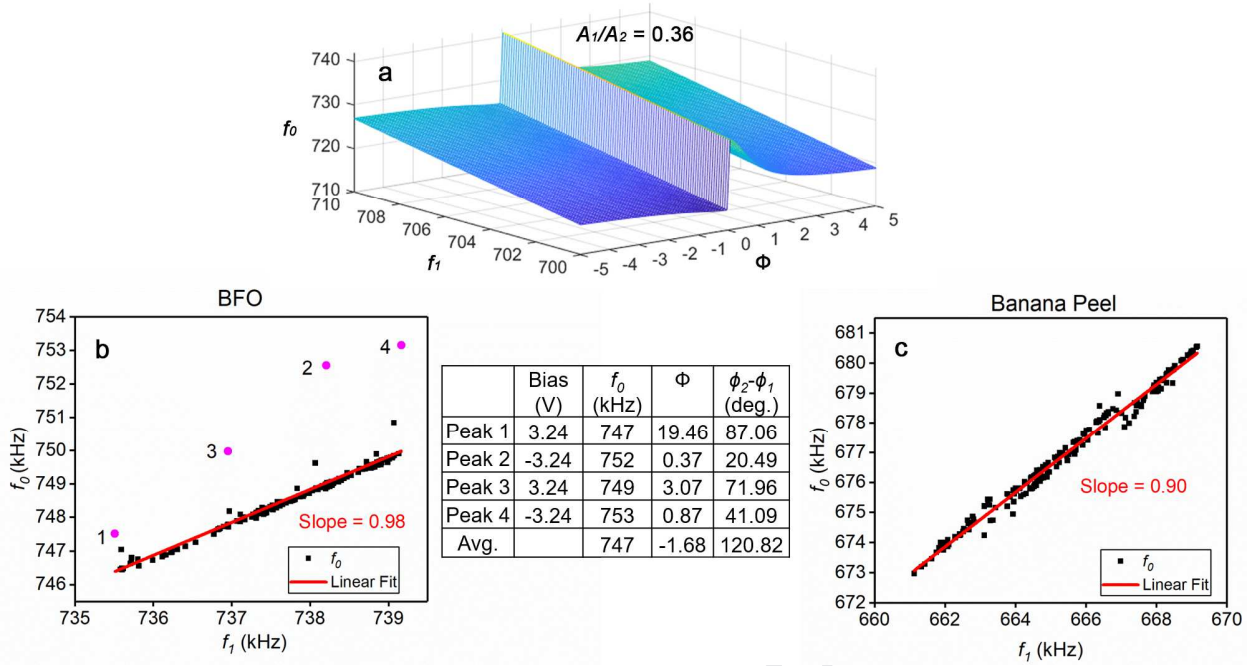 A1/A2 = 0.36
a
f0
740
730
720
710
708
706
704
702
700
f1
-5
-4
-3
-2
-1
0
1
2
3
4
5
Φ
BFO
b
754
753
752
751
750
749
748
747
746
735
736
737
738
739
f0 (kHz)
f1 (kHz)
1
2
3
4
Slope = 0.98
f0
Linear Fit
Bias (V) f0 (kHz) Φ ϕ2-ϕ1 (deg.)
Peak 1 3.24 747 19.46 87.06
Peak 2 -3.24 752 0.37 20.49
Peak 3 3.24 749 3.07 71.96
Peak 4 -3.24 753 0.87 41.09
Avg. 747 -1.68 120.82
Banana Peel
c
681
680
679
678
677
676
675
674
673
672
660
662
664
666
668
670
f0 (kHz)
f1 (kHz)
Slope = 0.90
f0
Linear Fit